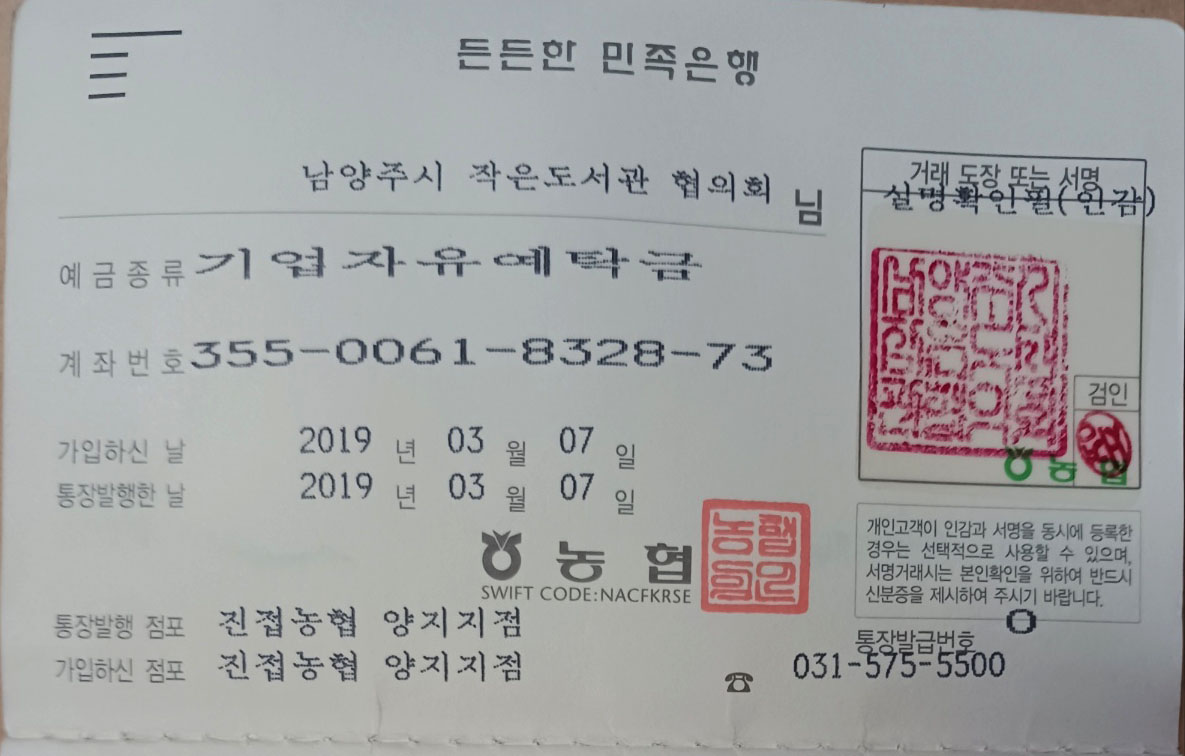 든든한 민족은행
남양주시 작은도서관 협의회 님
거래 도장 또는 서명
실명확인필(인감)
예금종류 기업자유예탁금
계좌번호 355-0061-8328-73
검인
농협
가입하신 날 2019 년 03 월 07 일
통장발행한 날 2019 년 03 월 07 일
농협
SWIFT CODE:NACFKRSE
개인고객이 인감과 서명을 동시에 등록한
경우는 선택적으로 사용할 수 있으며,
서명거래시는 본인확인을 위하여 반드시
신분증을 제시하여 주시기 바랍니다.
통장발행 점포 진접농협 양지지점
통장발급번호 0
가입하신 점포 진접농협 양지지점
☎ 031-575-5500